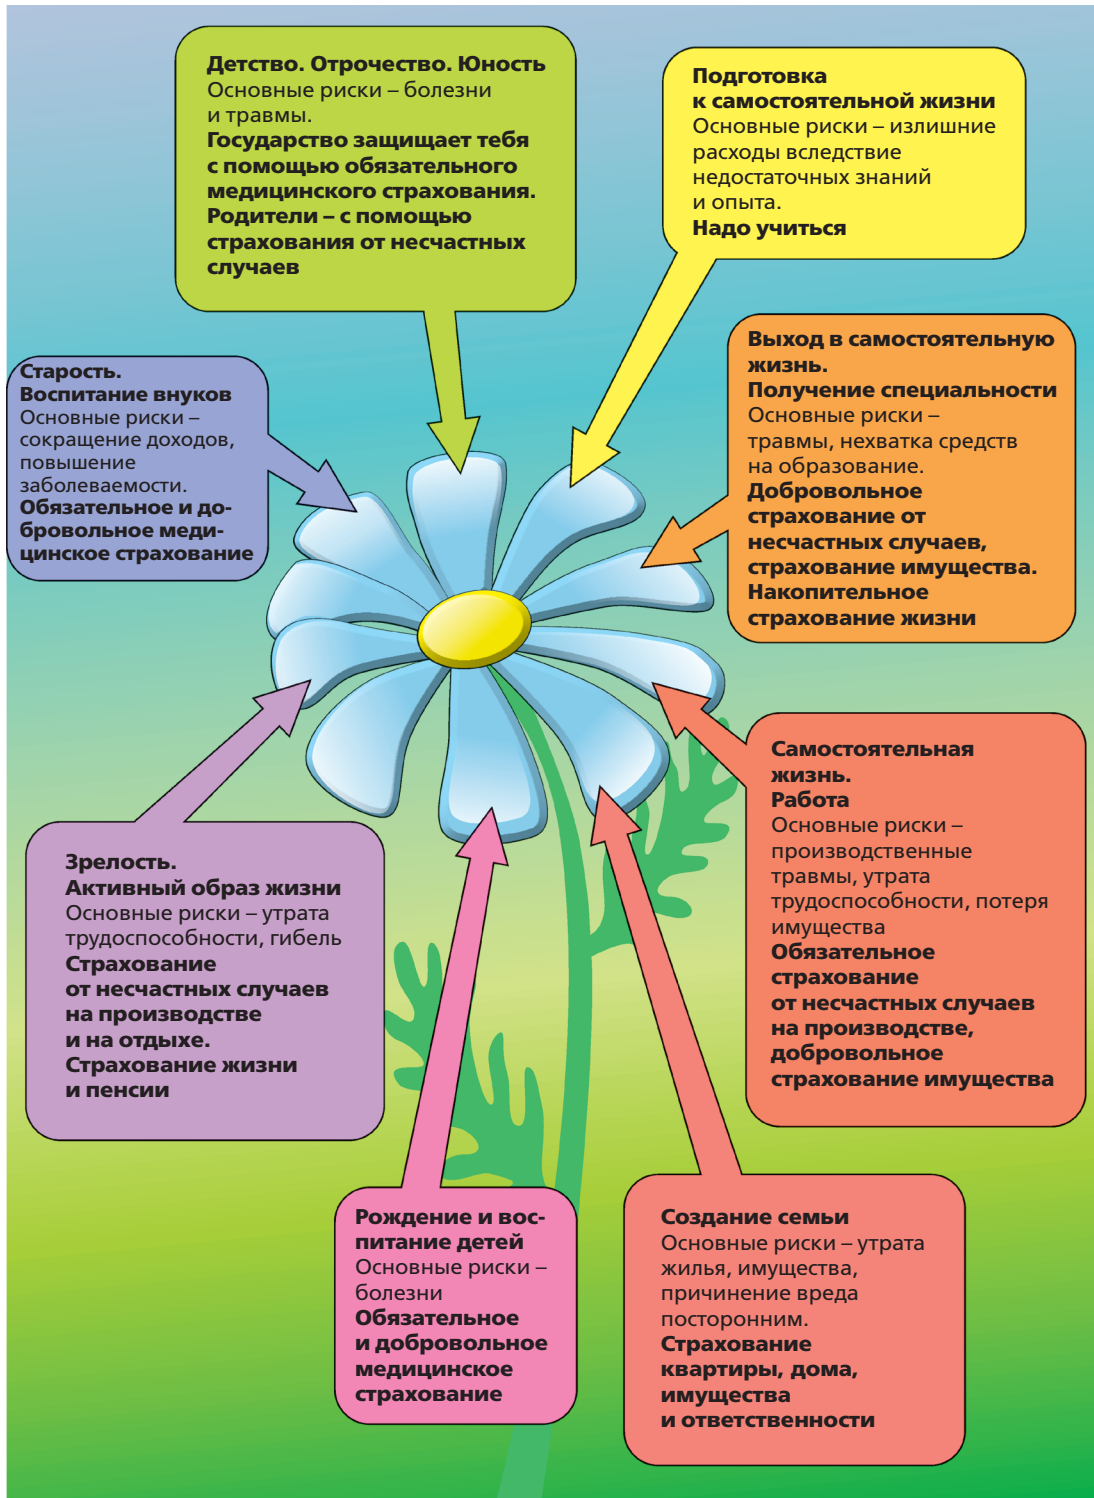 Детство. Отрочество. Юность
Основные риски – болезни
и травмы.
Государство защищает тебя
с помощью обязательного
медицинского страхования.
Родители – с помощью
страхования от несчастных
случаев
Подготовка
к самостоятельной жизни
Основные риски – излишние
расходы вследствие
недостаточных знаний
и опыта.
Надо учиться
Выход в самостоятельную
жизнь.
Получение специальности
Основные риски –
травмы, нехватка средств
на образование.
Добровольное
страхование от
несчастных случаев,
страхование имущества.
Накопительное
страхование жизни
Самостоятельная
жизнь.
Работа
Основные риски –
производственные
травмы, утрата
трудоспособности, потеря
имущества
Обязательное
страхование
от несчастных случаев
на производстве,
добровольное
страхование имущества
Создание семьи
Основные риски – утрата
жилья, имущества,
причинение вреда
посторонним.
Страхование
квартиры, дома,
имущества
и ответственности
Рождение и вос-
питание детей
Основные риски –
болезни
Обязательное
и добровольное
медицинское
страхование
Зрелость.
Активный образ жизни
Основные риски – утрата
трудоспособности, гибель
Страхование
от несчастных случаев
на производстве
и на отдыхе.
Страхование жизни
и пенсии
Старость.
Воспитание внуков
Основные риски –
сокращение доходов,
повышение
заболеваемости.
Обязательное и до-
бровольное меди-
цинское страхование